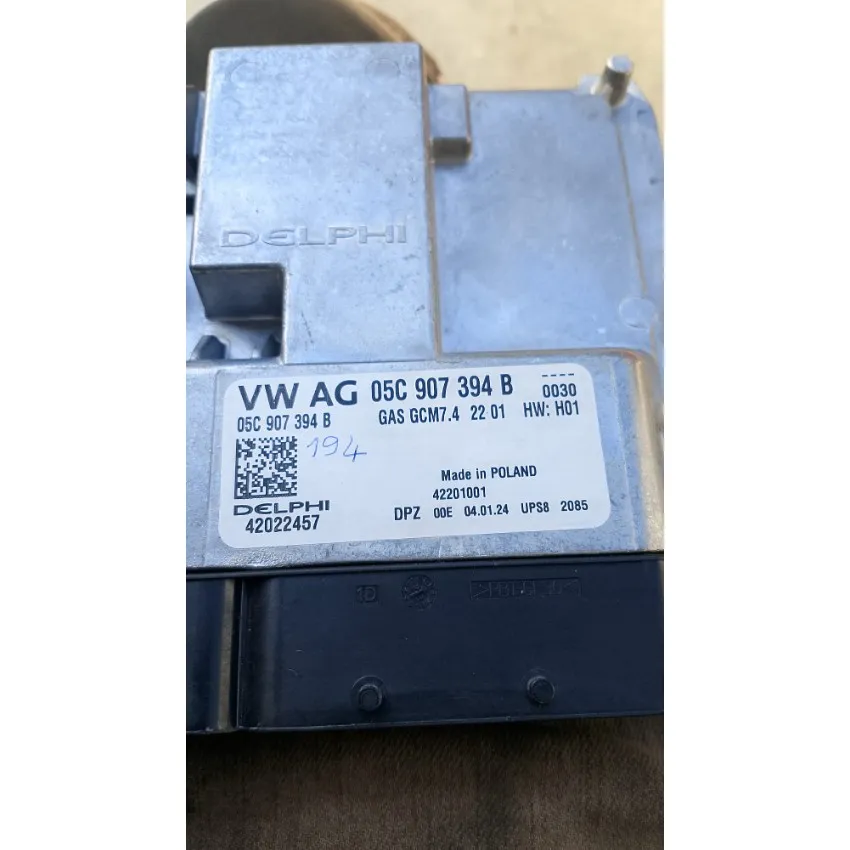 DELPHI
VW AG 05C 907 394 B ----
0030
05C 907 394 B GAS GCM7.4 22 01 HW: H01
194
Made in POLAND
42201001
DELPHI
42022457 DPZ 00E 04.01.24 UPS8 2085
10